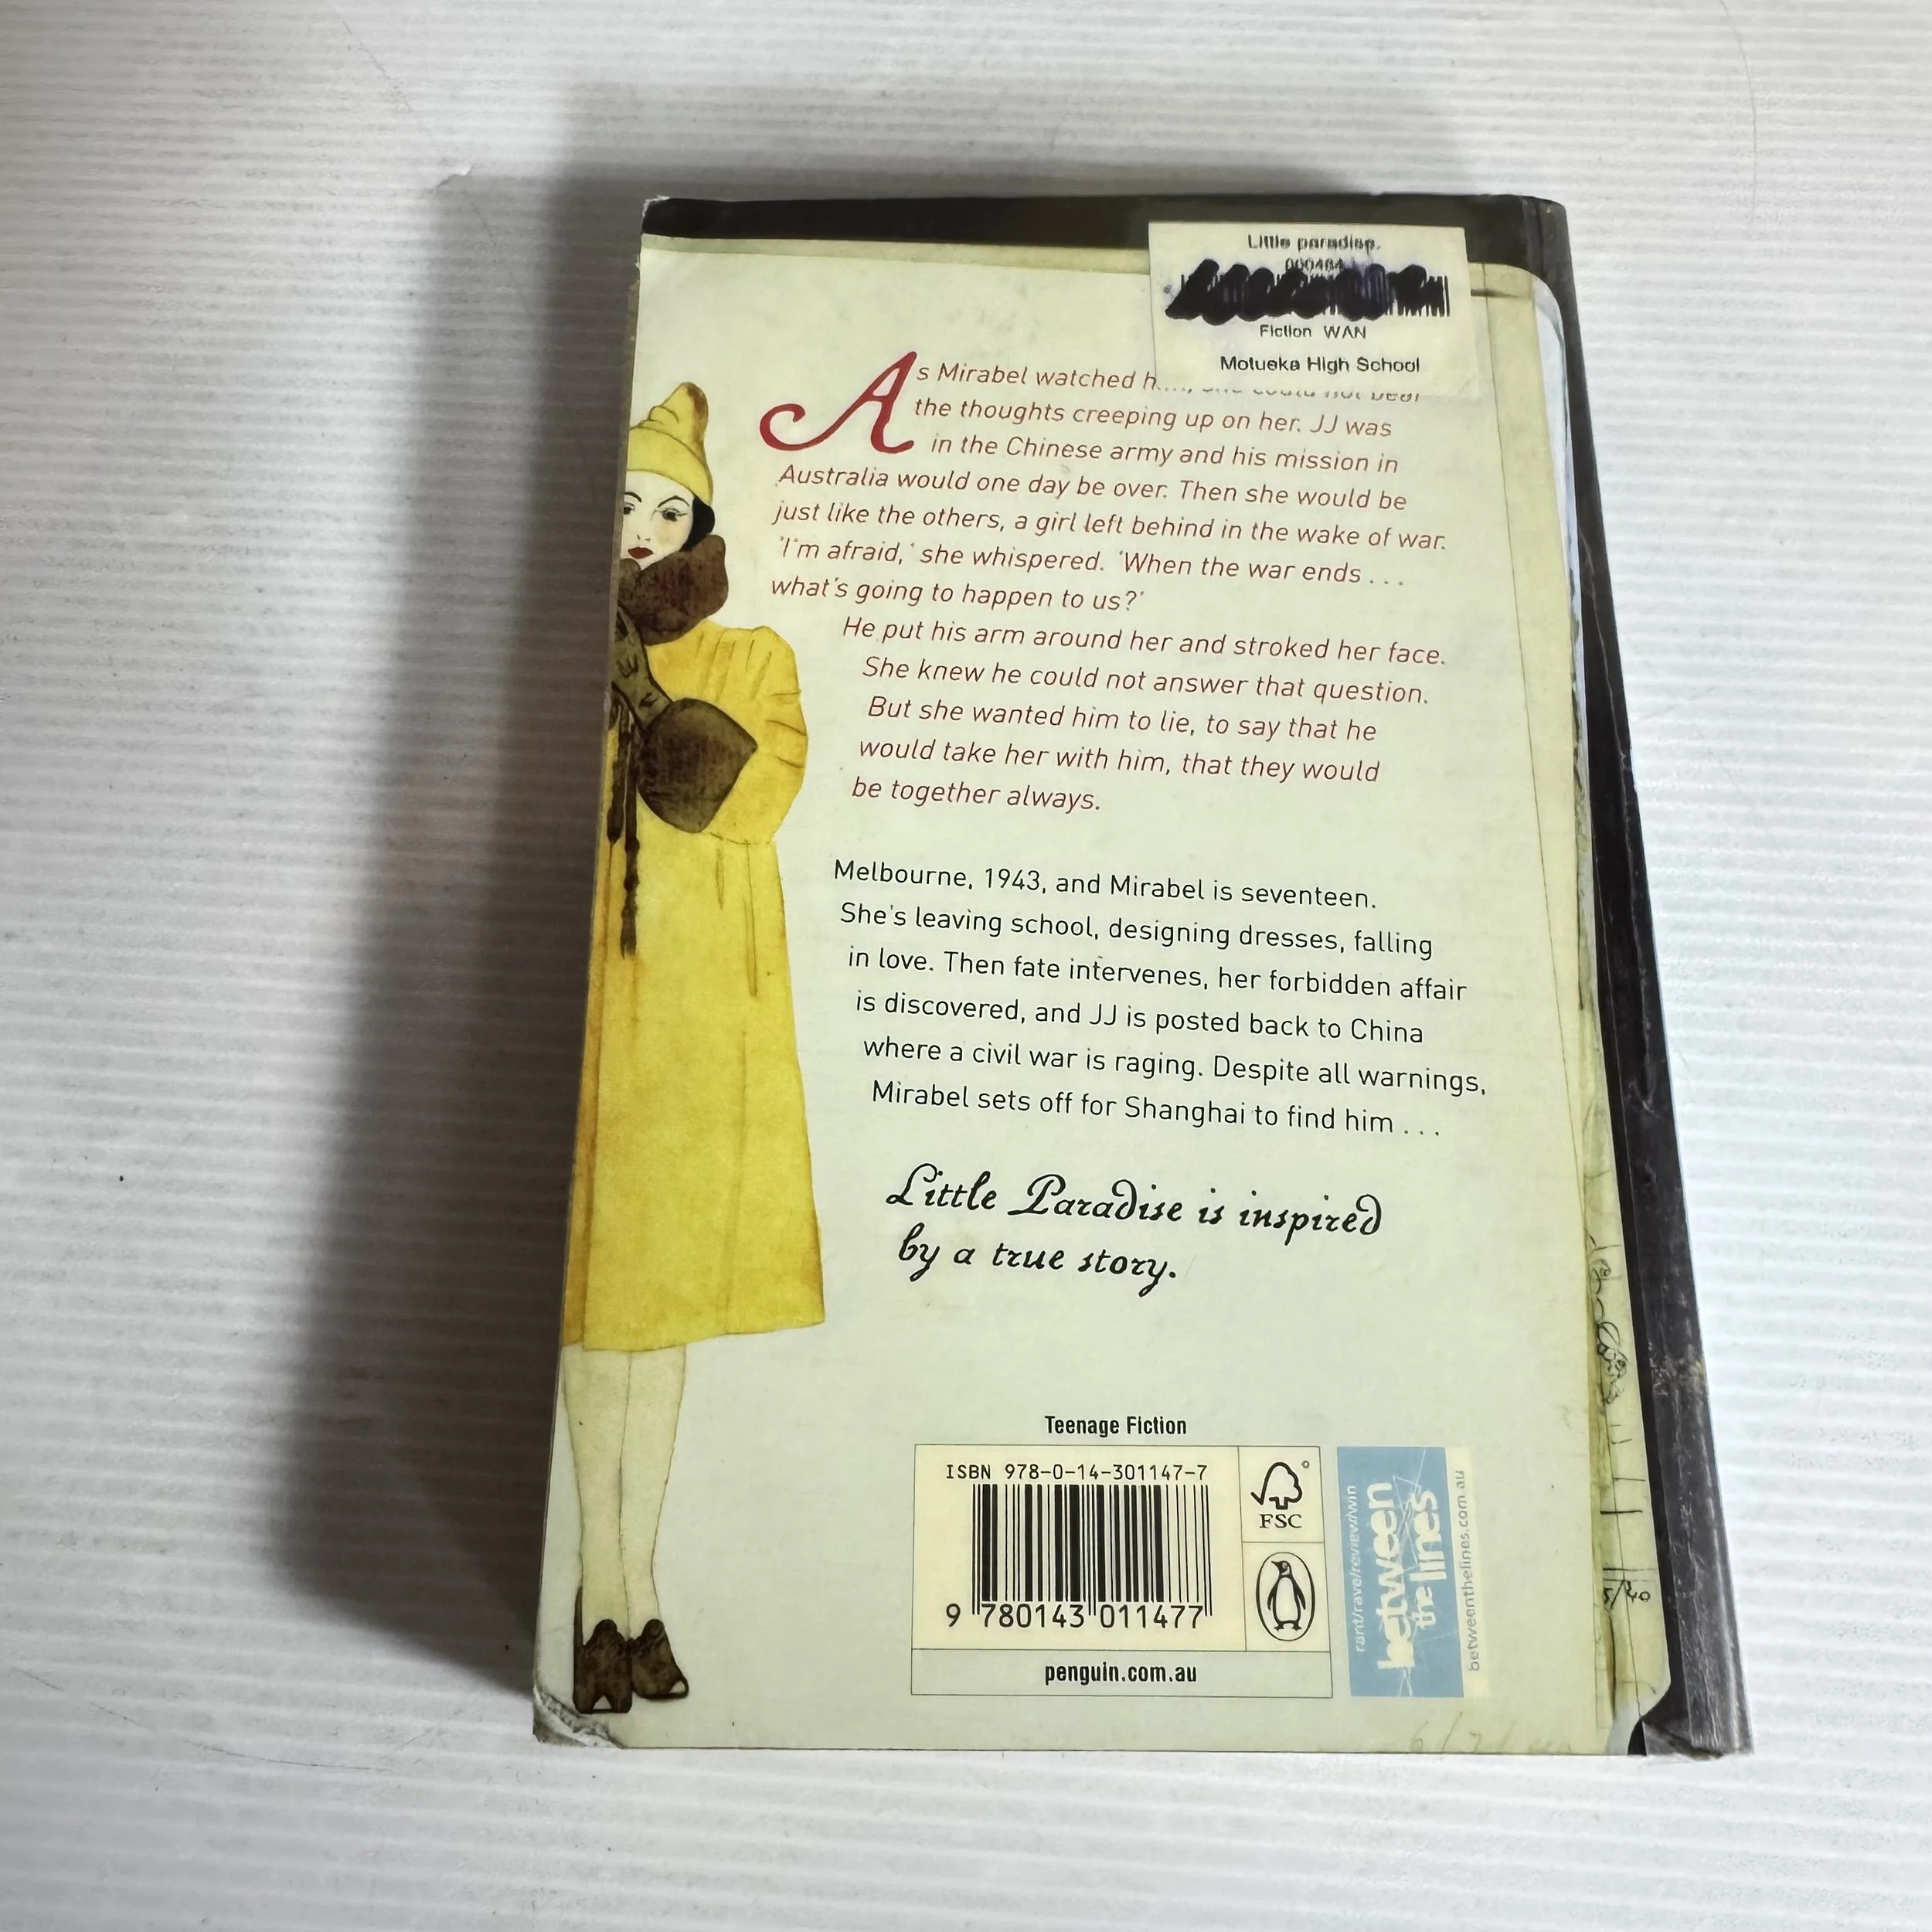 Little paradise.
000464
Fiction WAN
Motueka High School
As Mirabel watched h
the thoughts creeping up on her. JJ was
in the Chinese army and his mission in
Australia would one day be over. Then she would be
just like the others, a girl left behind in the wake of war.
'I'm afraid,' she whispered. 'When the war ends . . .
what's going to happen to us?'
He put his arm around her and stroked her face.
She knew he could not answer that question.
But she wanted him to lie, to say that he
would take her with him, that they would
be together always.
Melbourne, 1943, and Mirabel is seventeen.
She's leaving school, designing dresses, falling
in love. Then fate intervenes, her forbidden affair
is discovered, and JJ is posted back to China
where a civil war is raging. Despite all warnings,
Mirabel sets off for Shanghai to find him . . .
Little Paradise is inspired
by a true story.
Teenage Fiction
ISBN 978-0-14-301147-7
9 780143 011477
FSC
penguin.com.au
rant/rave/review/win
between
the lines
betweenthelines.com.au